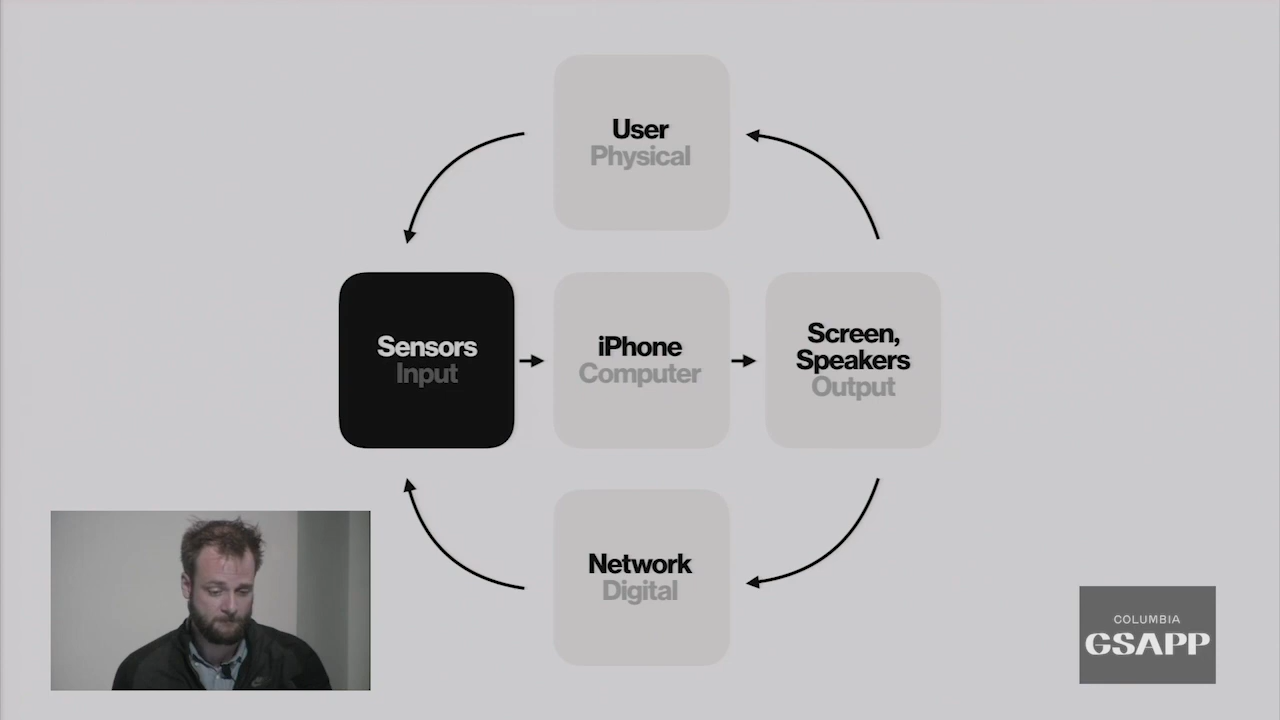 User
Physical
Sensors
Input
iPhone
Computer
Screen,
Speakers
Output
Network
Digital
COLUMBIA
GSAPP